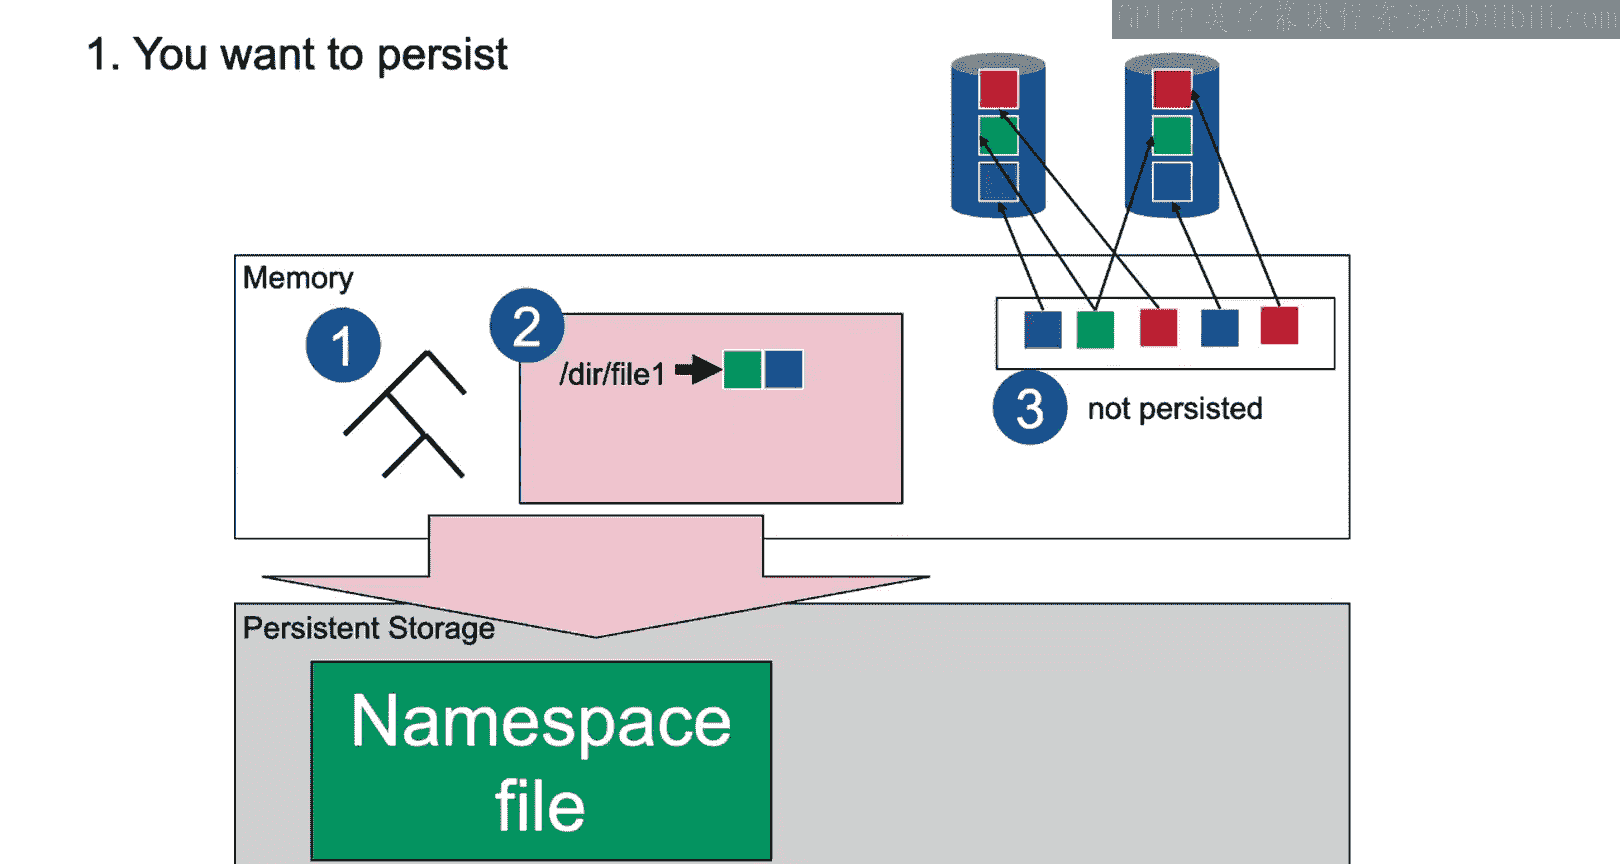 1. You want to persist
Memory
1
2
/dir/file1
3
not persisted
Persistent Storage
Namespace
file